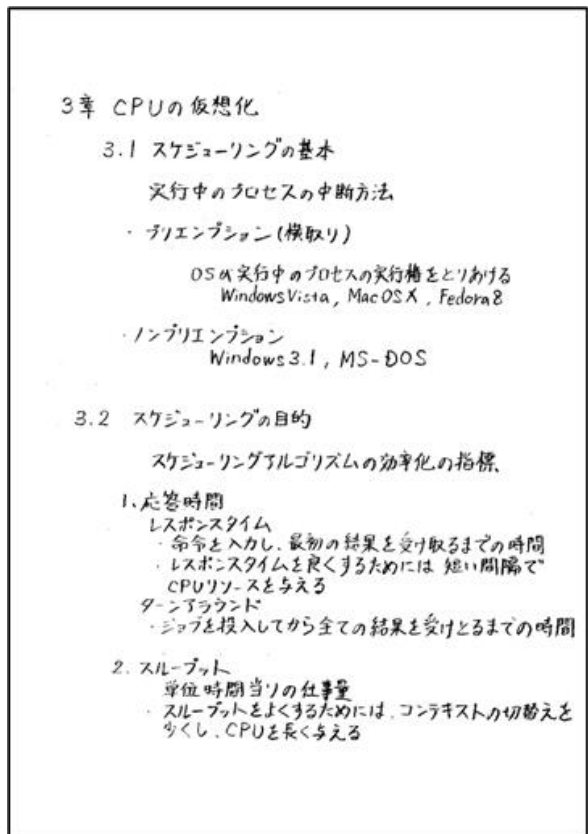 3章 CPUの仮想化
3.1 スケジューリングの基本
実行中のプロセスの中断方法
・プリエンプション(横取り)
OSが実行中のプロセスの実行権をとりあげる
Windows Vista, Mac OS X, Fedora 8
・ノンプリエンプション
Windows 3.1, MS-DOS
3.2 スケジューリングの目的
スケジューリングアルゴリズムの効率化の指標、
1、応答時間
レスポンスタイム
・命令を入力し、最初の結果を受け取るまでの時間
・レスポンスタイムを良くするためには 短い間隔で
CPUリソースを与える
ターンアラウンド
・ジョブを投入してから全ての結果を受けとるまでの時間
2. スループット
単位時間当りの仕事量
・スループットをよくするためには、コンテキストの切替えを
少くし、CPUを長く与える